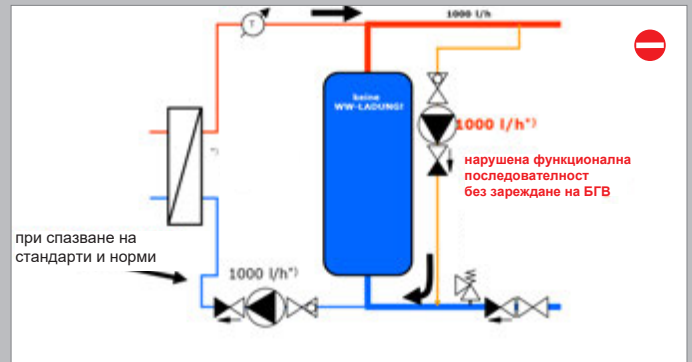 1000 l/h
T
keine
WW-LADUNG!
1000 l/h*)
нарушена функционална
последователност
без зареждане на БГВ
при спазване на
стандарти и норми
1000 l/h*)